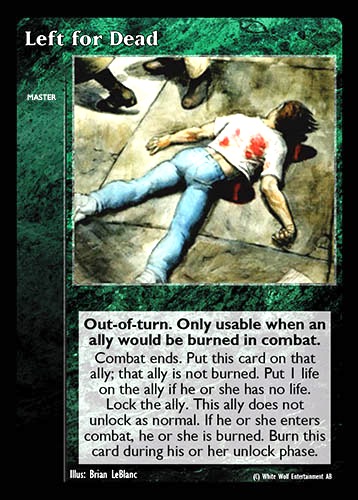 Left for Dead
MASTER
Out-of-turn. Only usable when an
ally would be burned in combat.
Combat ends. Put this card on that
ally; that ally is not burned. Put 1 life
on the ally if he or she has no life.
Lock the ally. This ally does not
unlock as normal. If he or she enters
combat, he or she is burned. Burn this
card during his or her unlock phase.
Illus: Brian LeBlanc
(C) White Wolf Entertainment AB